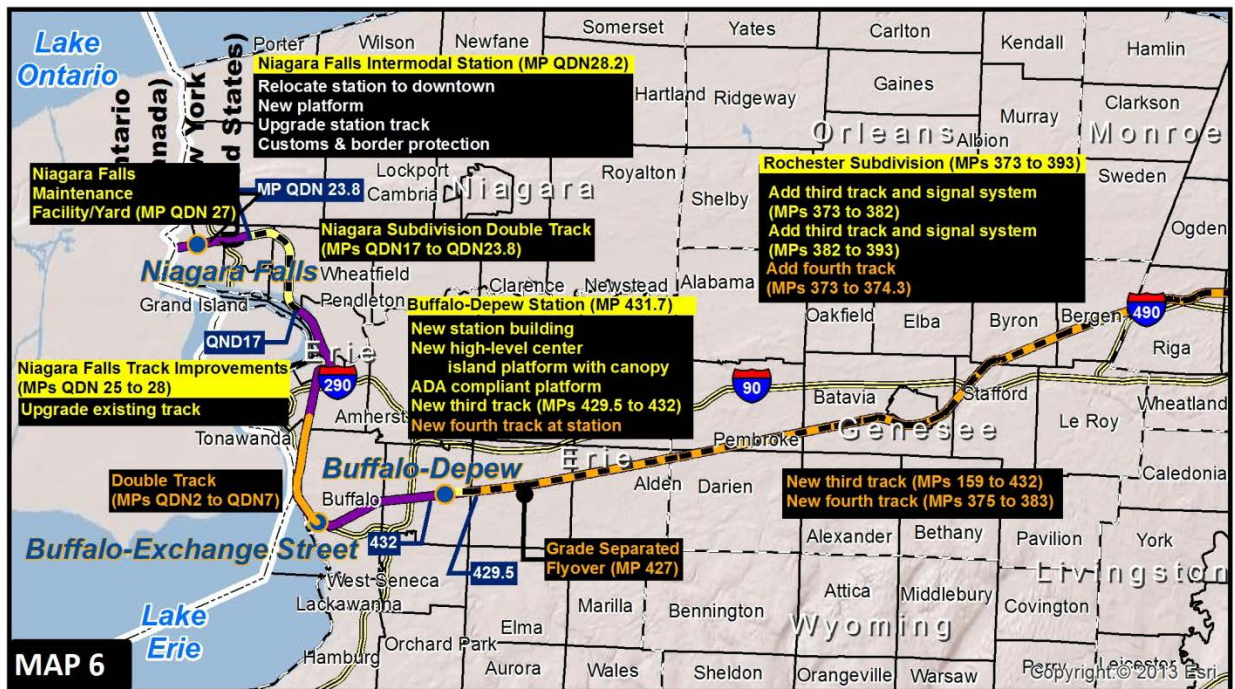 Lake
Ontario
Porter
Wilson
Newfane
Somerset
Yates
Carlton
Kendall
Hamlin
Niagara Falls Intermodal Station (MP QDN28.2)
Relocate station to downtown
New platform
Upgrade station track
Customs & border protection
Hartland
Ridgeway
Gaines
Murray
Clarkson
Orleans
Albion
Monroe
Rochester Subdivision (MPs 373 to 393)
Add third track and signal system
(MPs 373 to 382)
Add third track and signal system
(MPs 382 to 393)
Add fourth track
(MPs 373 to 374.3)
Sweden
Ogden
Niagara Falls
Maintenance
Facility/Yard (MP QDN 27)
MP QDN 23.8
Lockport
Cambria
Niagara
Royalton
Shelby
Niagara Subdivision Double Track
(MPs QDN17 to QDN23.8)
Niagara Falls
Wheatfield
Pendleton
Grand Island
Clarence
Newstead
Alabama
Buffalo-Depew Station (MP 431.7)
New station building
New high-level center
island platform with canopy
ADA compliant platform
New third track (MPs 429.5 to 432)
New fourth track at station
Oakfield
Elba
Byron
Bergen
490
Riga
QND17
Erie
290
Niagara Falls Track Improvements
(MPs QDN 25 to 28)
Upgrade existing track
90
Amherst
Tonawanda
Batavia
Stafford
Le Roy
Wheatland
Pembroke
Genesee
Buffalo-Depew
Erie
Caledonia
Double Track
(MPs QDN2 to QDN7)
Buffalo
Alden
Darien
New third track (MPs 159 to 432)
New fourth track (MPs 375 to 383)
Buffalo-Exchange Street
432
429.5
Grade Separated
Flyover (MP 427)
Alexander
Bethany
Pavilion
York
Livingston
West Seneca
Lackawanna
Marilla
Bennington
Attica
Middlebury
Covington
Wyoming
Lake
Erie
Orchard Park
Elma
Hamburg
Aurora
Wales
Sheldon
Orangeville
Warsaw
Perry
Leicester
MAP 6
Copyright:© 2013 Esri